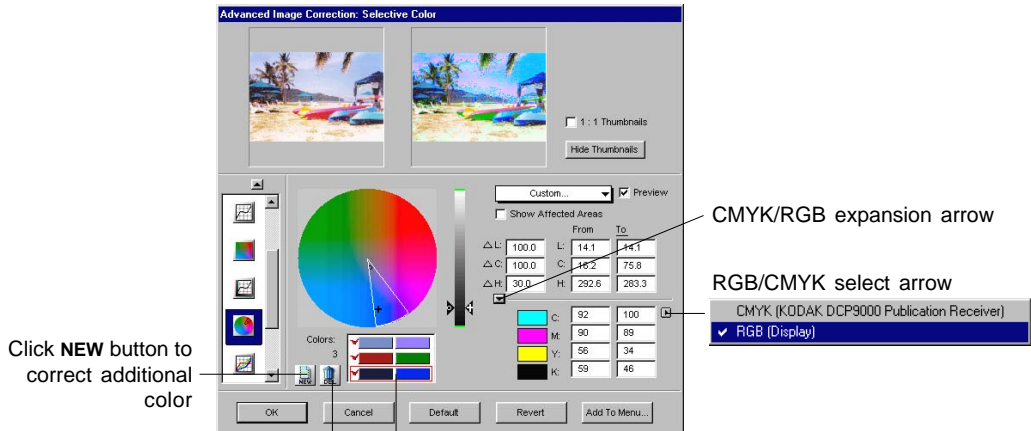 Advanced Image Correction: Selective Color
1 : 1 Thumbnails
Hide Thumbnails
Custom...
Preview
Show Affected Areas
From To
△ L: 100.0 L: 14.1 14.1
△ C: 100.0 C: 16.2 75.8
△ H: 30.0 H: 292.6 283.3
C: 92 100
M: 90 89
Y: 56 34
K: 59 46
Colors:
3
NEW
DEL
OK
Cancel
Default
Revert
Add To Menu...
CMYK/RGB expansion arrow
RGB/CMYK select arrow
CMYK (KODAK DCP9000 Publication Receiver)
✓ RGB (Display)
Click NEW button to
correct additional
color